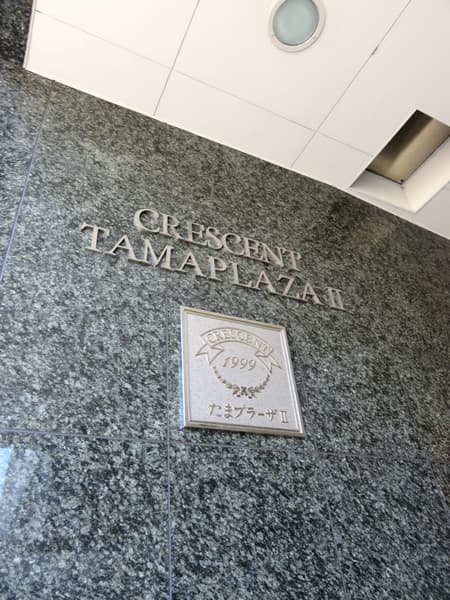 CRESCENT
TAMAPLAZA II
CRESCENT
1999
たまプラーザ II